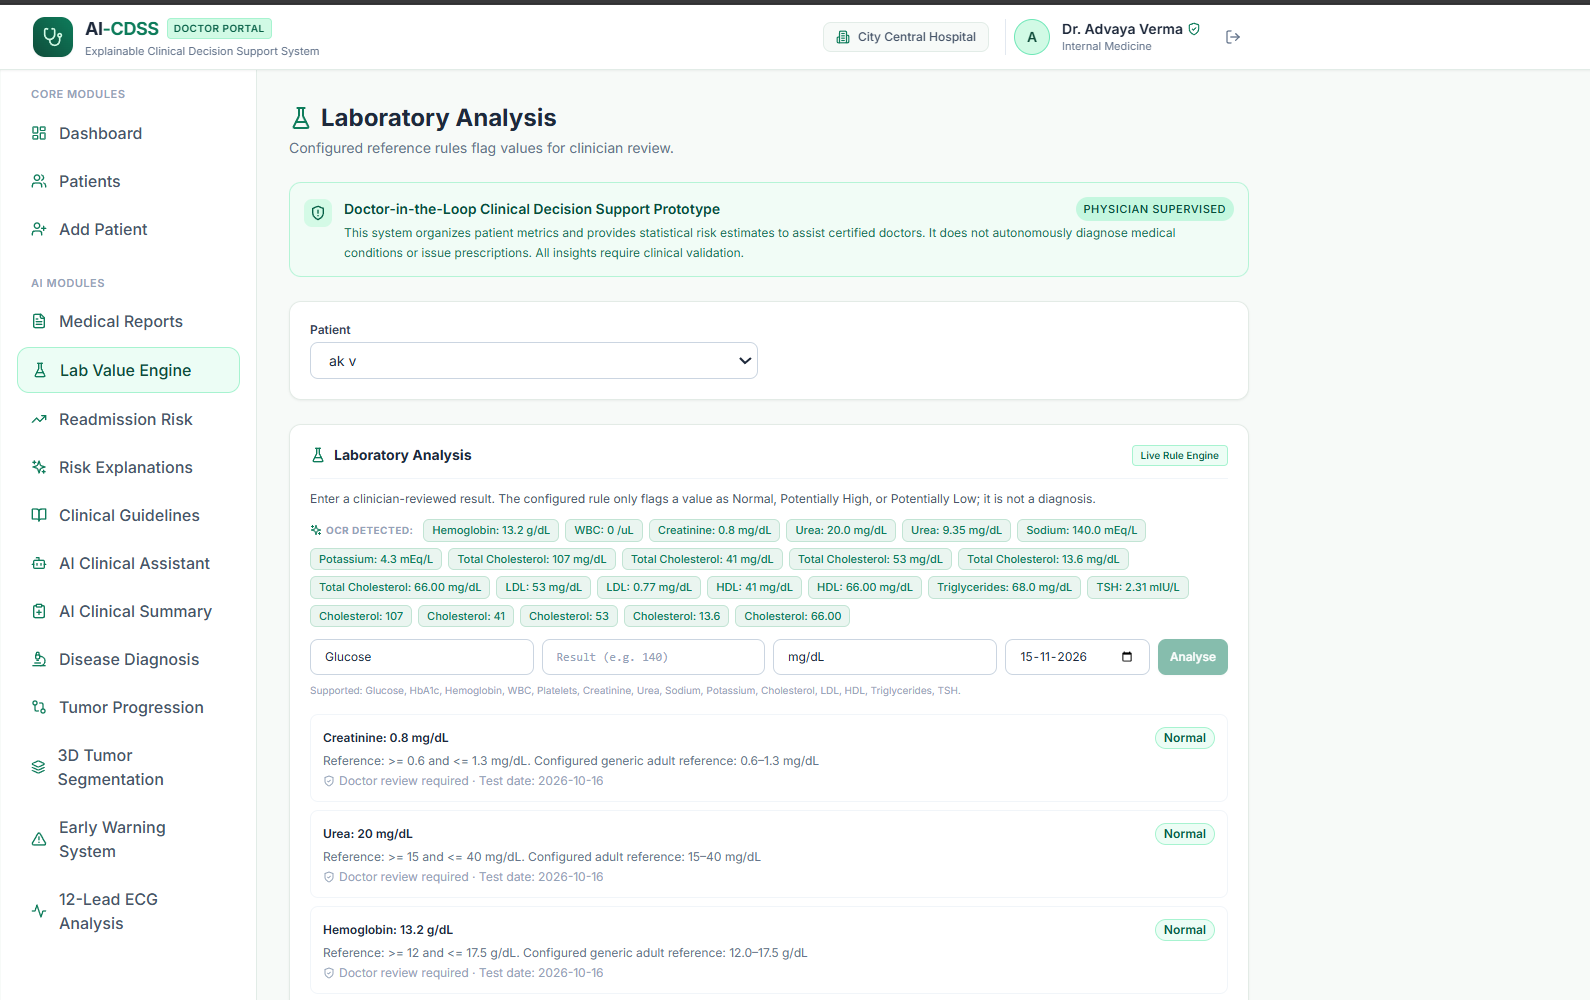 AI-CDSS DOCTOR PORTAL
Explainable Clinical Decision Support System
City Central Hospital
A
Dr. Advaya Verma
Internal Medicine
CORE MODULES
Dashboard
Patients
Add Patient
AI MODULES
Medical Reports
Lab Value Engine
Readmission Risk
Risk Explanations
Clinical Guidelines
AI Clinical Assistant
AI Clinical Summary
Disease Diagnosis
Tumor Progression
3D Tumor
Segmentation
Early Warning
System
12-Lead ECG
Analysis
Laboratory Analysis
Configured reference rules flag values for clinician review.
Doctor-in-the-Loop Clinical Decision Support Prototype
PHYSICIAN SUPERVISED
This system organizes patient metrics and provides statistical risk estimates to assist certified doctors. It does not autonomously diagnose medical
conditions or issue prescriptions. All insights require clinical validation.
Patient
ak v
Laboratory Analysis
Live Rule Engine
Enter a clinician-reviewed result. The configured rule only flags a value as Normal, Potentially High, or Potentially Low; it is not a diagnosis.
OCR DETECTED: Hemoglobin: 13.2 g/dL WBC: 0 /uL Creatinine: 0.8 mg/dL Urea: 20.0 mg/dL Urea: 9.35 mg/dL Sodium: 140.0 mEq/L
Potassium: 4.3 mEq/L Total Cholesterol: 107 mg/dL Total Cholesterol: 41 mg/dL Total Cholesterol: 53 mg/dL Total Cholesterol: 13.6 mg/dL
Total Cholesterol: 66.00 mg/dL LDL: 53 mg/dL LDL: 0.77 mg/dL HDL: 41 mg/dL HDL: 66.00 mg/dL Triglycerides: 68.0 mg/dL TSH: 2.31 mIU/L
Cholesterol: 107 Cholesterol: 41 Cholesterol: 53 Cholesterol: 13.6 Cholesterol: 66.00
Glucose Result (e.g. 140) mg/dL 15-11-2026 Analyse
Supported: Glucose, HbA1c, Hemoglobin, WBC, Platelets, Creatinine, Urea, Sodium, Potassium, Cholesterol, LDL, HDL, Triglycerides, TSH.
Creatinine: 0.8 mg/dL
Normal
Reference: >= 0.6 and <= 1.3 mg/dL. Configured generic adult reference: 0.6–1.3 mg/dL
Doctor review required · Test date: 2026-10-16
Urea: 20 mg/dL
Normal
Reference: >= 15 and <= 40 mg/dL. Configured adult reference: 15–40 mg/dL
Doctor review required · Test date: 2026-10-16
Hemoglobin: 13.2 g/dL
Normal
Reference: >= 12 and <= 17.5 g/dL. Configured generic adult reference: 12.0–17.5 g/dL
Doctor review required · Test date: 2026-10-16